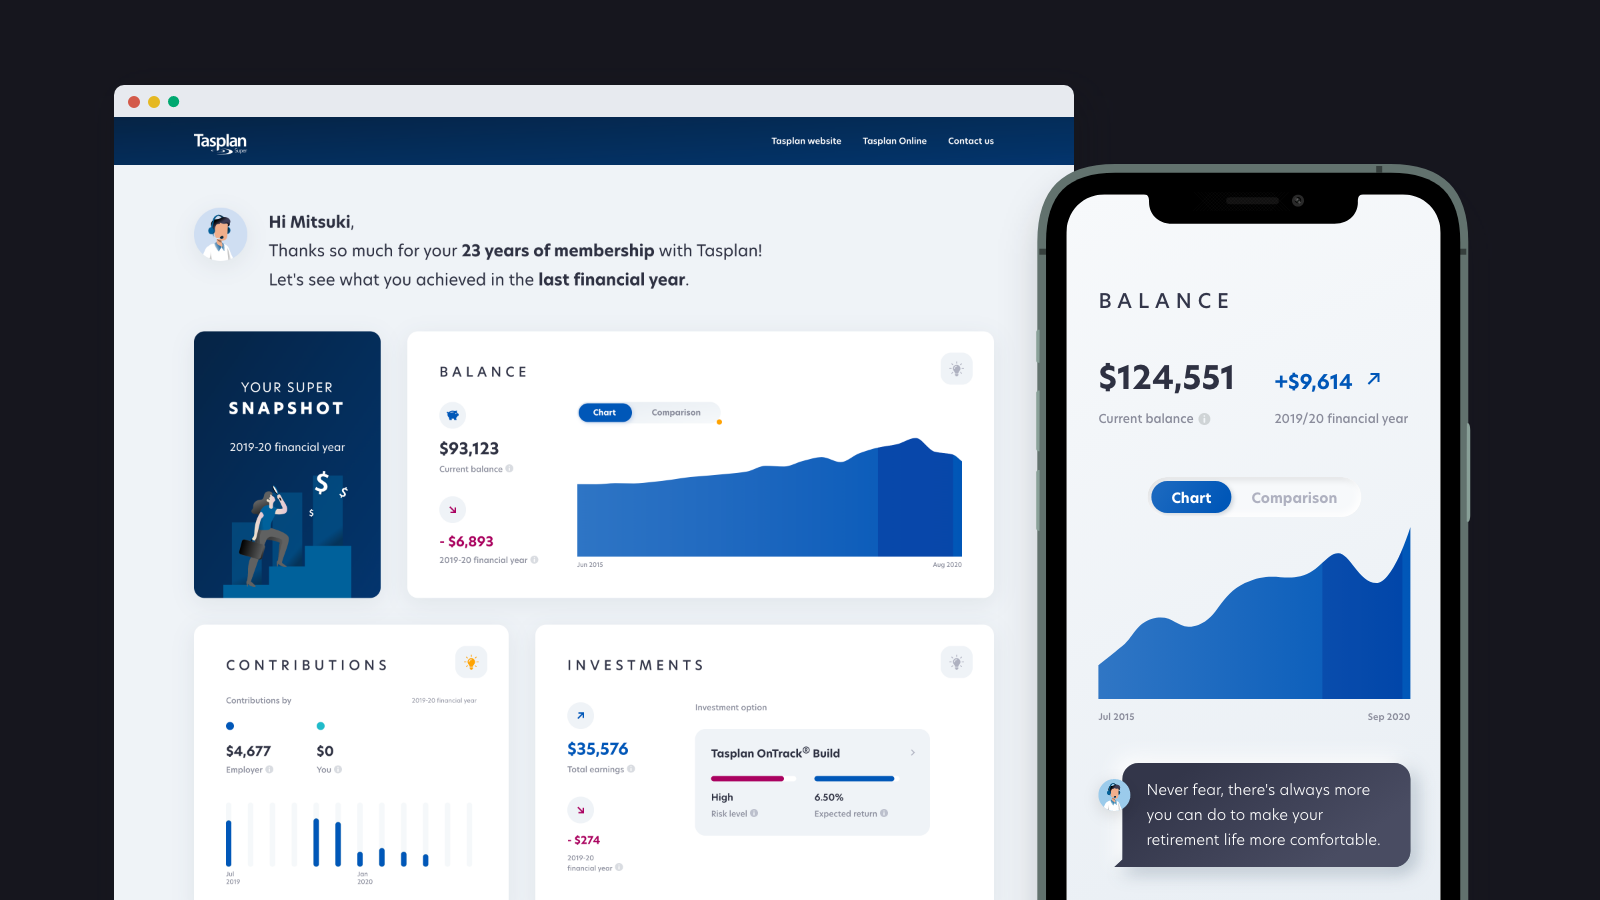 Tasplan
Super
Tasplan website
Tasplan Online
Contact us
Hi Mitsuki,
Thanks so much for your 23 years of membership with Tasplan!
Let's see what you achieved in the last financial year.
YOUR SUPER
SNAPSHOT
2019-20 financial year
$
$
$
BALANCE
Chart
Comparison
$93,123
Current balance
- $6,893
2019-20 financial year
Jun 2015
Aug 2020
CONTRIBUTIONS
Contributions by
2019-20 financial year
$4,677
$0
Employer
You
Jul
2019
Jan
2020
INVESTMENTS
$35,576
Total earnings
- $274
2019-20
financial year
Investment option
Tasplan OnTrack® Build
High
6.50%
Risk level
Expected return
BALANCE
$124,551
+$9,614
Current balance
2019/20 financial year
Chart
Comparison
Jul 2015
Sep 2020
Never fear, there's always more
you can do to make your
retirement life more comfortable.